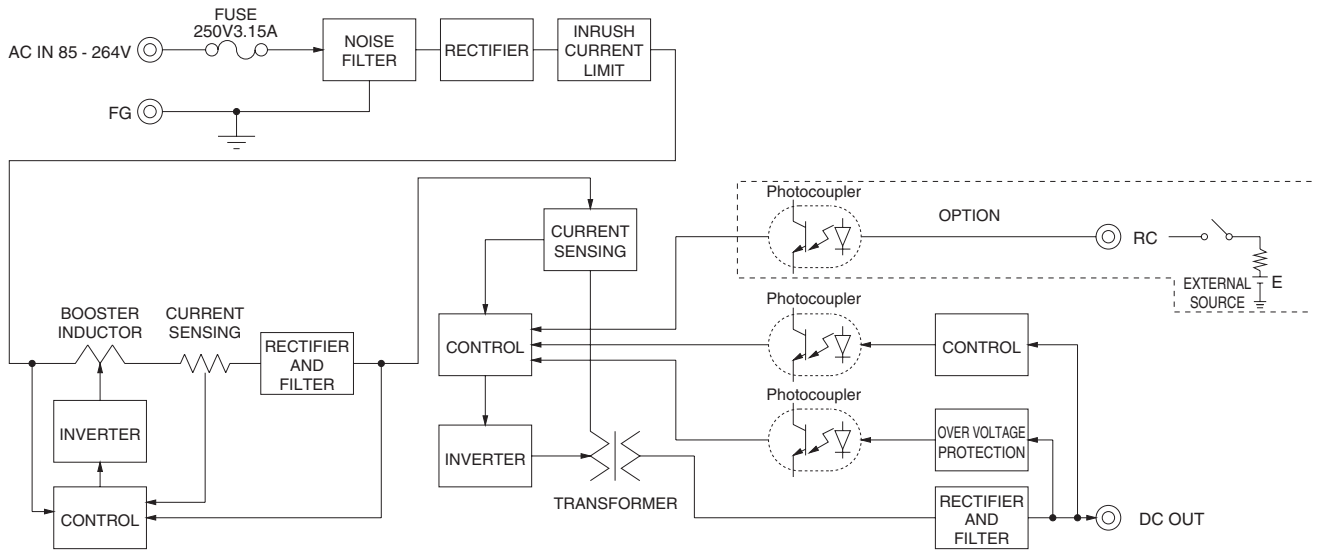 FUSE
250V3.15A
AC IN 85 - 264V
NOISE
FILTER
RECTIFIER
INRUSH
CURRENT
LIMIT
FG
Photocoupler
OPTION
RC
EXTERNAL
SOURCE
E
CURRENT
SENSING
BOOSTER
INDUCTOR
CURRENT
SENSING
RECTIFIER
AND
FILTER
CONTROL
Photocoupler
CONTROL
INVERTER
Photocoupler
OVER VOLTAGE
PROTECTION
INVERTER
TRANSFORMER
CONTROL
RECTIFIER
AND
FILTER
DC OUT